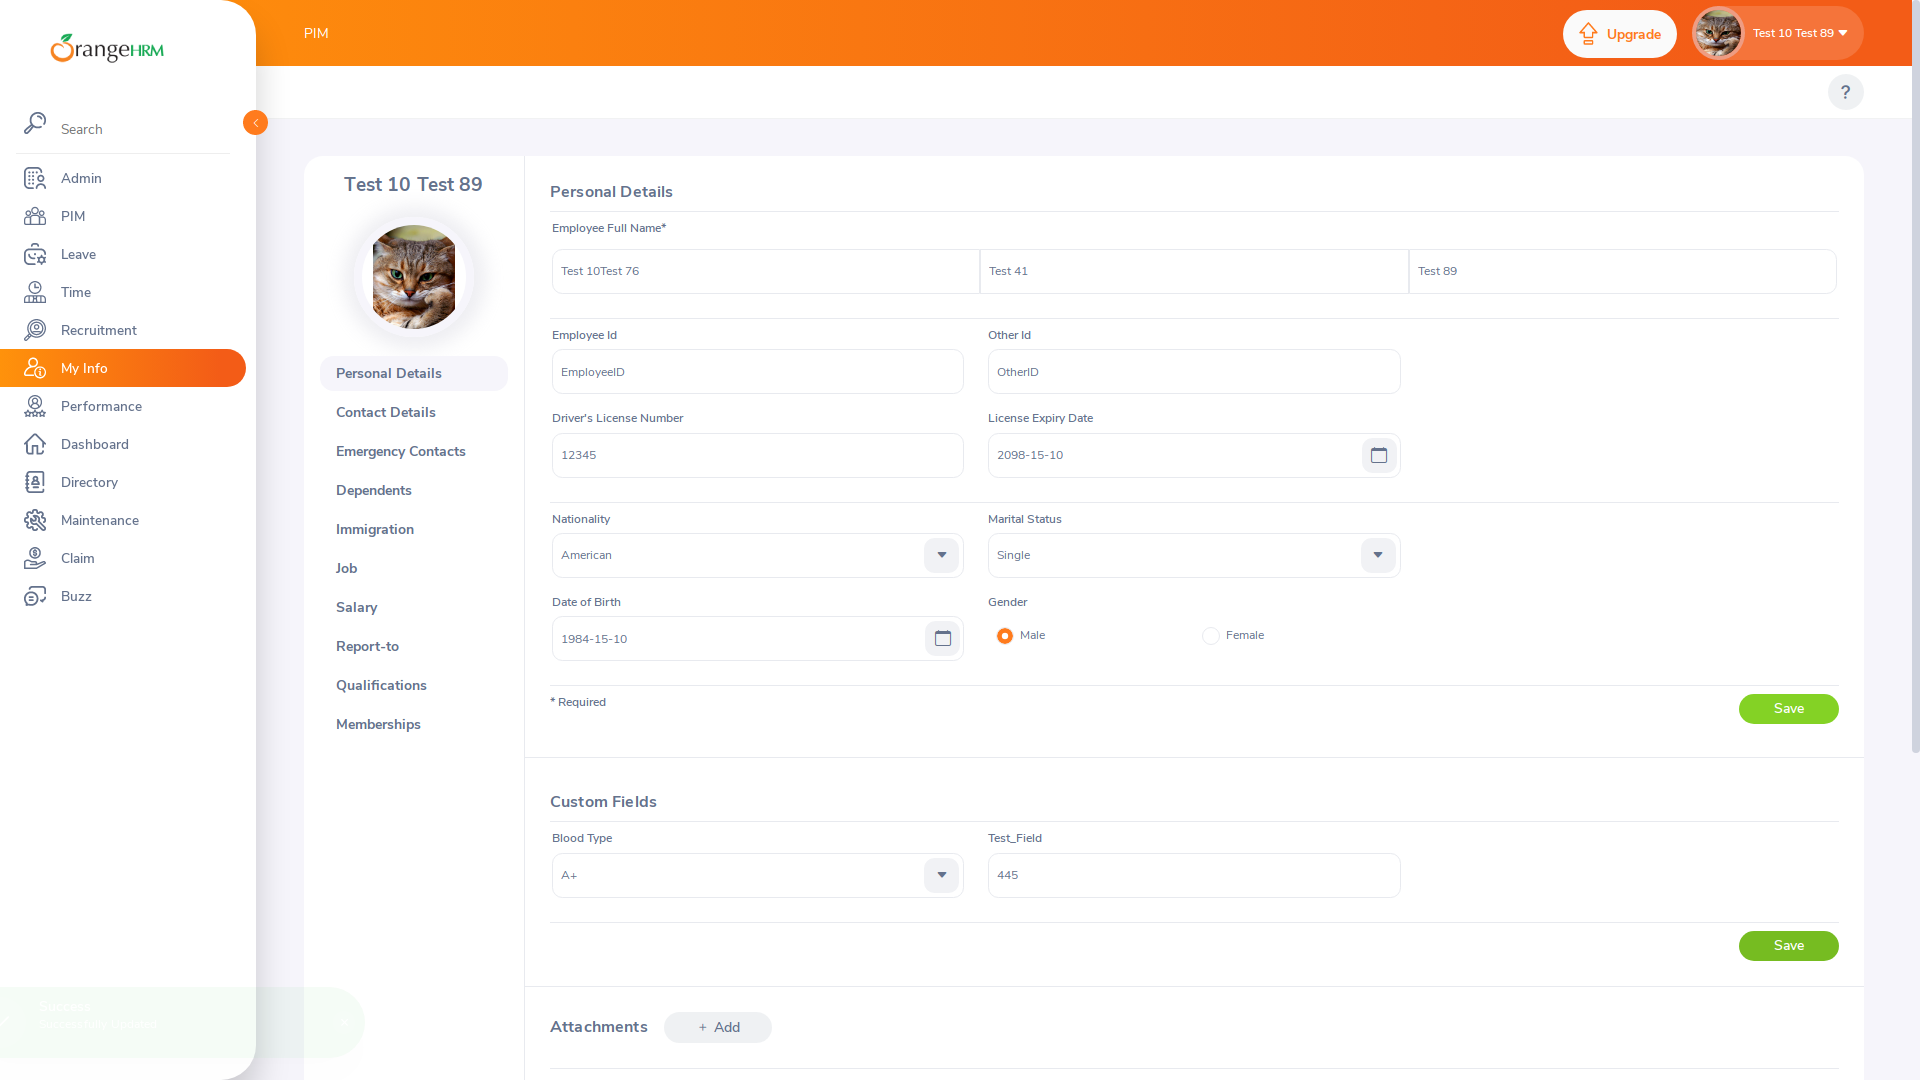 OrangeHRM
Search
Admin
PIM
Leave
Time
Recruitment
My Info
Performance
Dashboard
Directory
Maintenance
Claim
Buzz
PIM
Upgrade
Test 10 Test 89
?
Test 10 Test 89
Personal Details
Contact Details
Emergency Contacts
Dependents
Immigration
Job
Salary
Report-to
Qualifications
Memberships
Personal Details
Employee Full Name*
Test 10Test 76 Test 41 Test 89
Employee Id Other Id
EmployeeID OtherID
Driver's License Number License Expiry Date
12345 2098-15-10
Nationality Marital Status
American Single
Date of Birth Gender
1984-15-10 Male Female
* Required Save
Custom Fields
Blood Type Test_Field
A+ 445
Save
Attachments + Add
Success
Successfully Updated